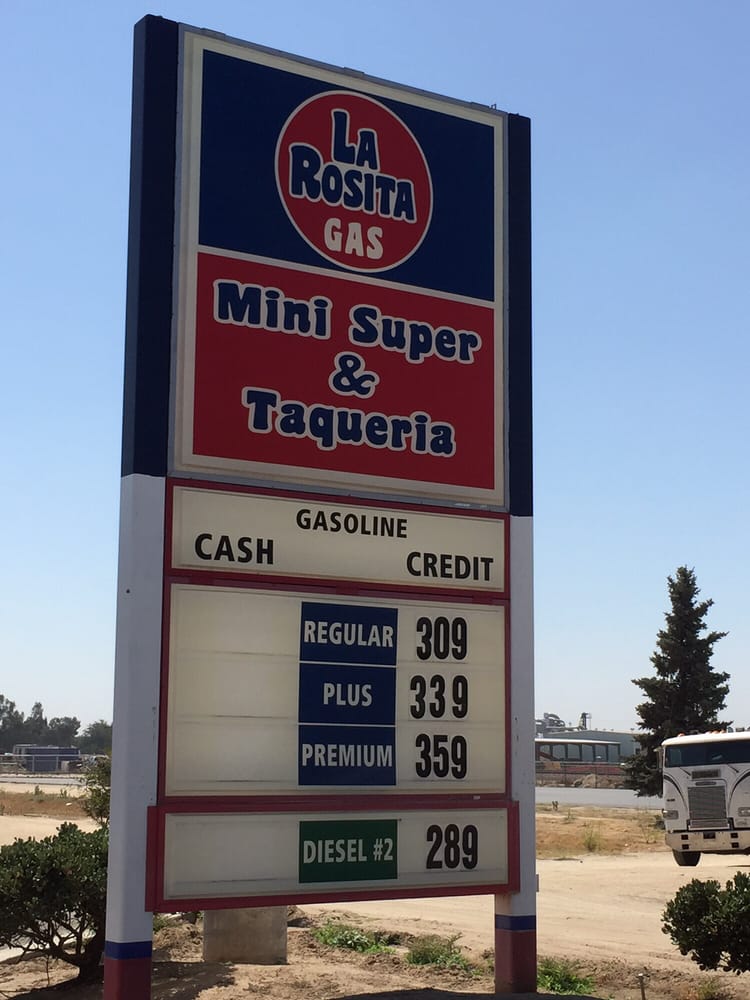 LA
ROSITA
GAS
Mini Super
&
Taqueria
GASOLINE
CASH CREDIT
REGULAR 309
PLUS 339
PREMIUM 359
DIESEL #2 289